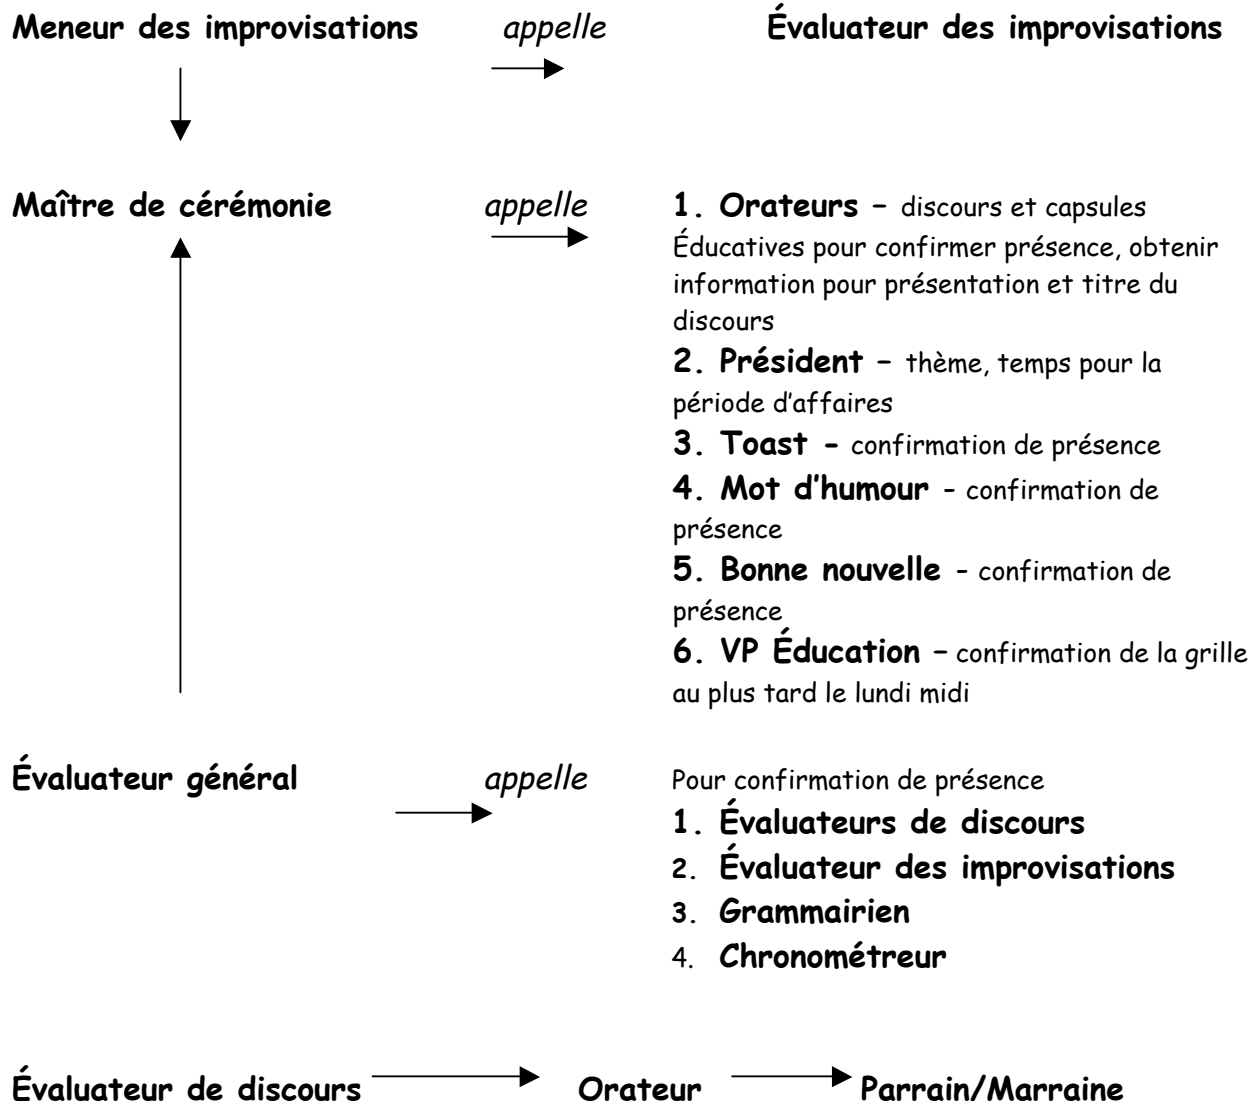 Meneur des improvisations appelle Évaluateur des improvisations
Maître de cérémonie appelle 1. Orateurs – discours et capsules
Éducatives pour confirmer présence, obtenir
information pour présentation et titre du
discours
2. Président – thème, temps pour la
période d'affaires
3. Toast - confirmation de présence
4. Mot d'humour - confirmation de
présence
5. Bonne nouvelle - confirmation de
présence
6. VP Éducation – confirmation de la grille
au plus tard le lundi midi
Évaluateur général appelle Pour confirmation de présence
1. Évaluateurs de discours
2. Évaluateur des improvisations
3. Grammairien
4. Chronométreur
Évaluateur de discours Orateur Parrain/Marraine